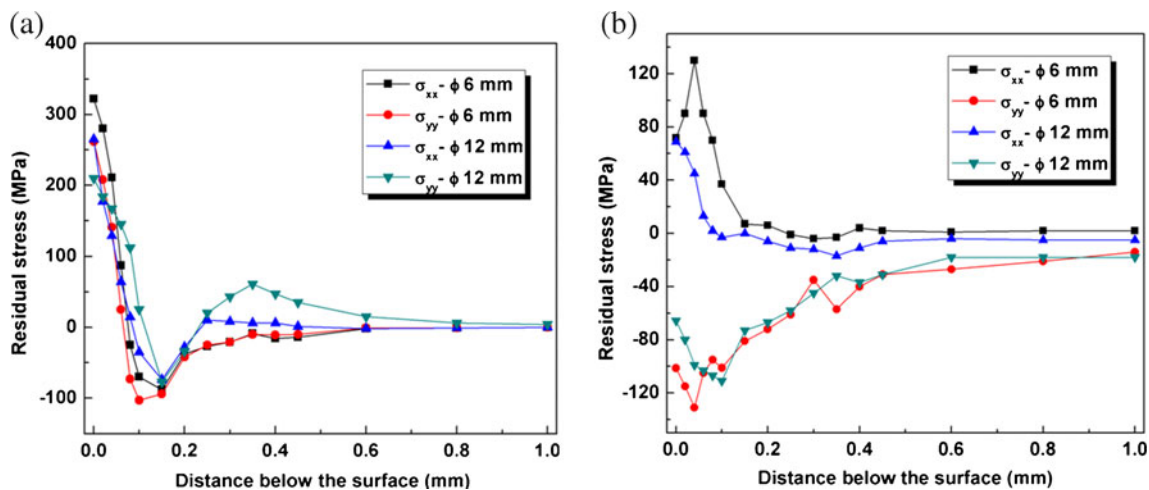 (a)
400
300
200
100
0
-100
Residual stress (MPa)
0.0 0.2 0.4 0.6 0.8 1.0
Distance below the surface (mm)
σxx- ϕ 6 mm
σyy- ϕ 6 mm
σxx- ϕ 12 mm
σyy- ϕ 12 mm
(b)
120
80
40
0
-40
-80
-120
Residual stress (MPa)
0.0 0.2 0.4 0.6 0.8 1.0
Distance below the surface (mm)
σxx- ϕ 6 mm
σyy- ϕ 6 mm
σxx- ϕ 12 mm
σyy- ϕ 12 mm